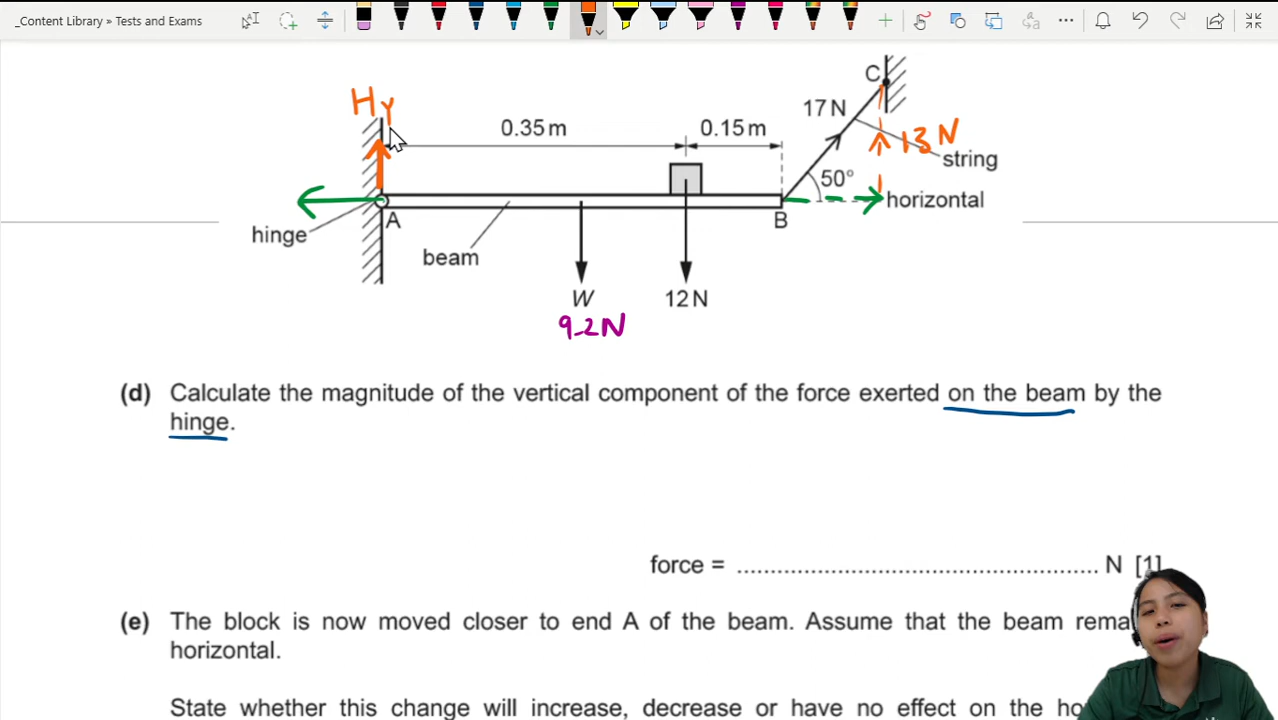 _Content Library » Tests and Exams
Hy
0.35 m
0.15 m
C
17 N
13 N
string
50°
horizontal
A
B
hinge
beam
W
12 N
9.2N
(d) Calculate the magnitude of the vertical component of the force exerted on the beam by the
hinge.
force = ............................................................ N [1]
(e) The block is now moved closer to end A of the beam. Assume that the beam rema
horizontal.
State whether this change will increase, decrease or have no effect on the ho